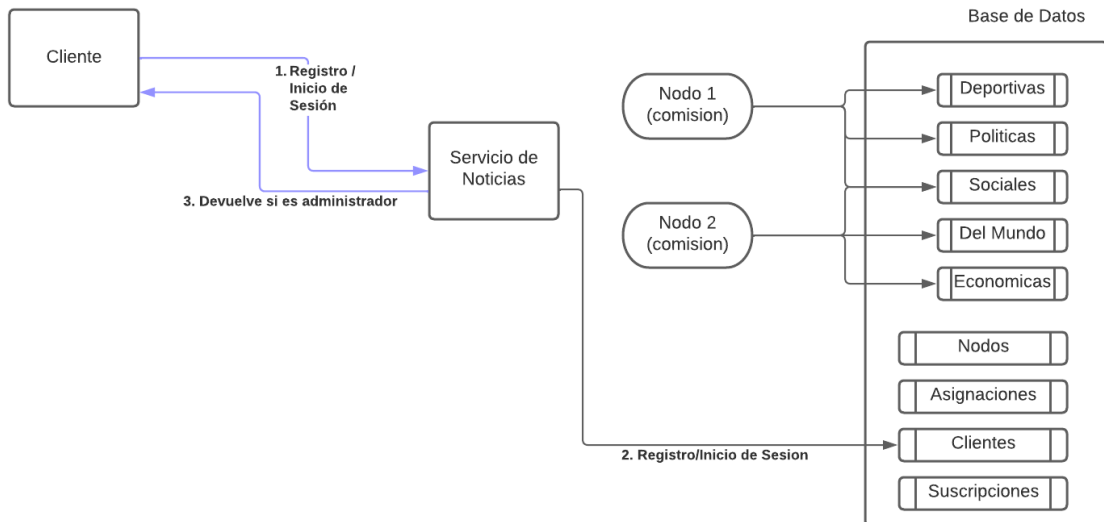 Base de Datos
Cliente
1. Registro /
Inicio de
Sesión
3. Devuelve si es administrador
Servicio de
Noticias
Nodo 1
(comision)
Nodo 2
(comision)
Deportivas
Politicas
Sociales
Del Mundo
Economicas
Nodos
Asignaciones
Clientes
Suscripciones
2. Registro/Inicio de Sesion